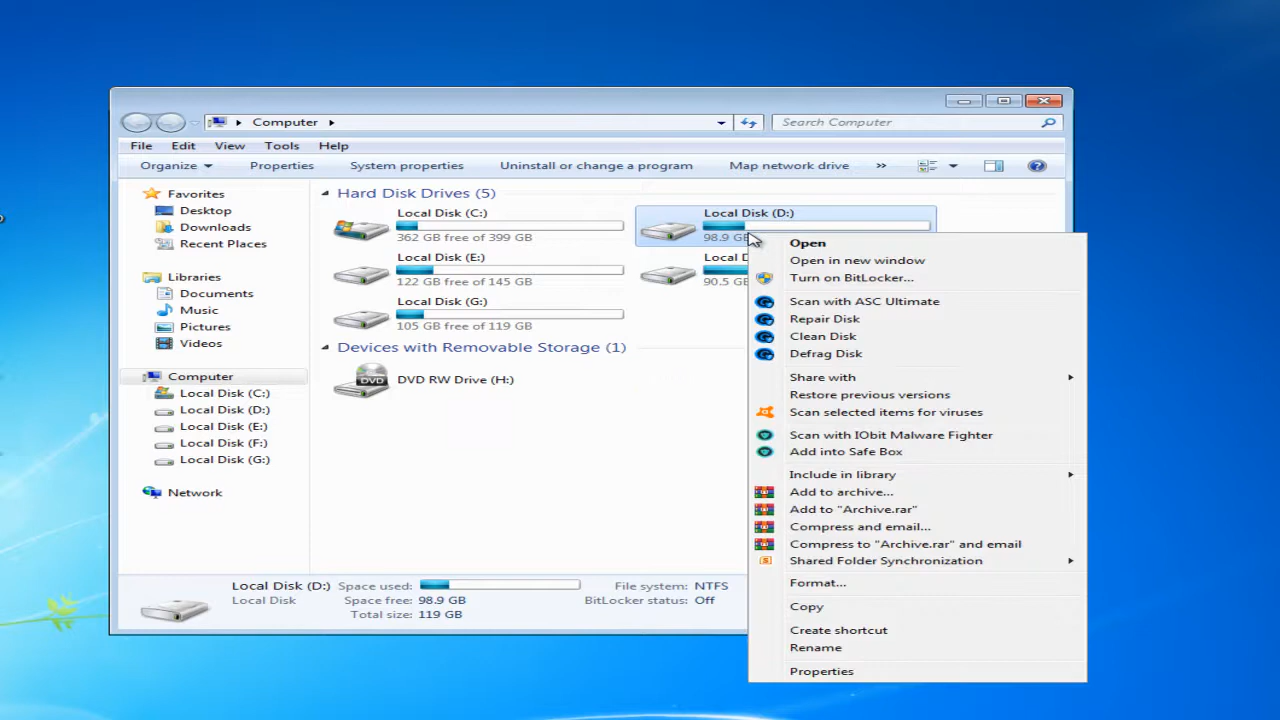 Computer
Search Computer
File Edit View Tools Help
Organize Properties System properties Uninstall or change a program Map network drive »
Favorites
Desktop
Downloads
Recent Places
Libraries
Documents
Music
Pictures
Videos
Computer
Local Disk (C:)
Local Disk (D:)
Local Disk (E:)
Local Disk (F:)
Local Disk (G:)
Network
Hard Disk Drives (5)
Local Disk (C:)
362 GB free of 399 GB
Local Disk (D:)
98.9 G
Local Disk (E:)
122 GB free of 145 GB
Local D
90.5 G
Local Disk (G:)
105 GB free of 119 GB
Devices with Removable Storage (1)
DVD RW Drive (H:)
DVD
Open
Open in new window
Turn on BitLocker...
Scan with ASC Ultimate
Repair Disk
Clean Disk
Defrag Disk
Share with
Restore previous versions
Scan selected items for viruses
Scan with IObit Malware Fighter
Add into Safe Box
Include in library
Add to archive...
Add to "Archive.rar"
Compress and email...
Compress to "Archive.rar" and email
Shared Folder Synchronization
Format...
Copy
Create shortcut
Rename
Properties
Local Disk (D:) Space used: File system: NTFS
Local Disk Space free: 98.9 GB BitLocker status: Off
Total size: 119 GB